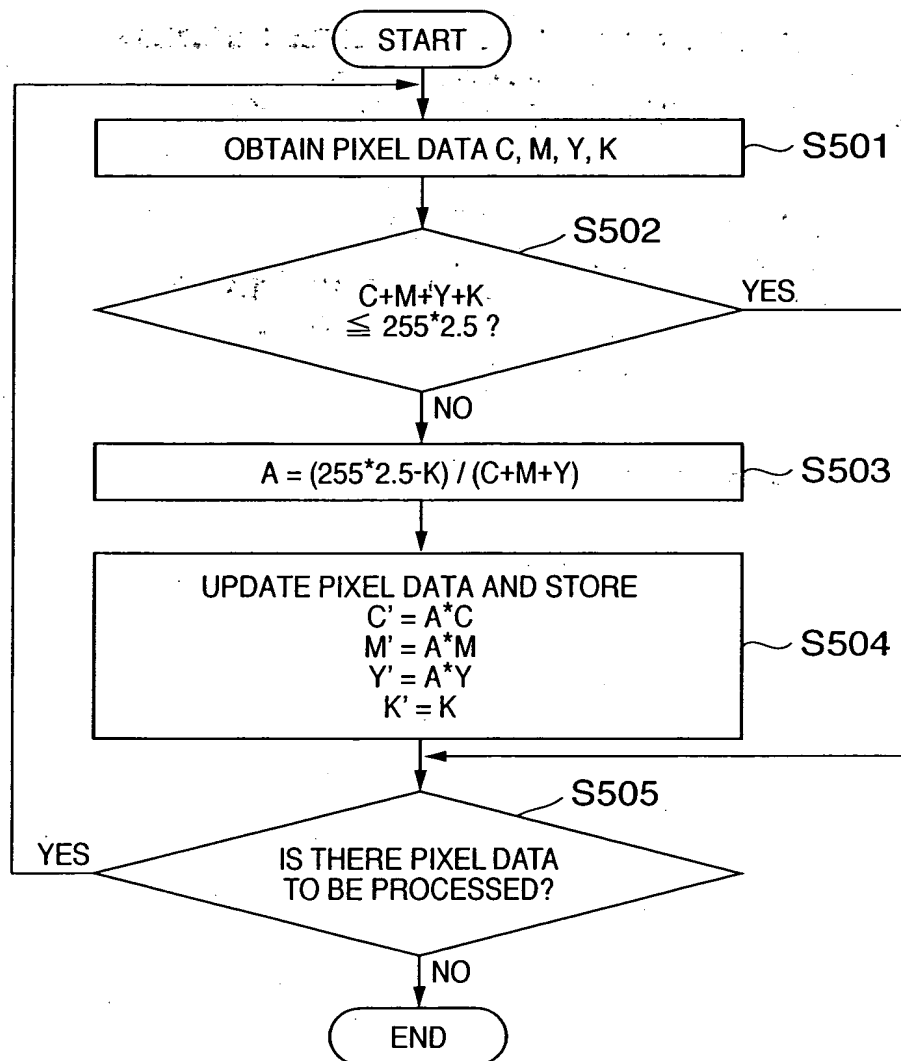 START
OBTAIN PIXEL DATA C, M, Y, K
S501
S502
C+M+Y+K
≦ 255*2.5 ?
YES
NO
A = (255*2.5-K) / (C+M+Y)
S503
UPDATE PIXEL DATA AND STORE
C' = A*C
M' = A*M
Y' = A*Y
K' = K
S504
S505
IS THERE PIXEL DATA
TO BE PROCESSED?
YES
NO
END